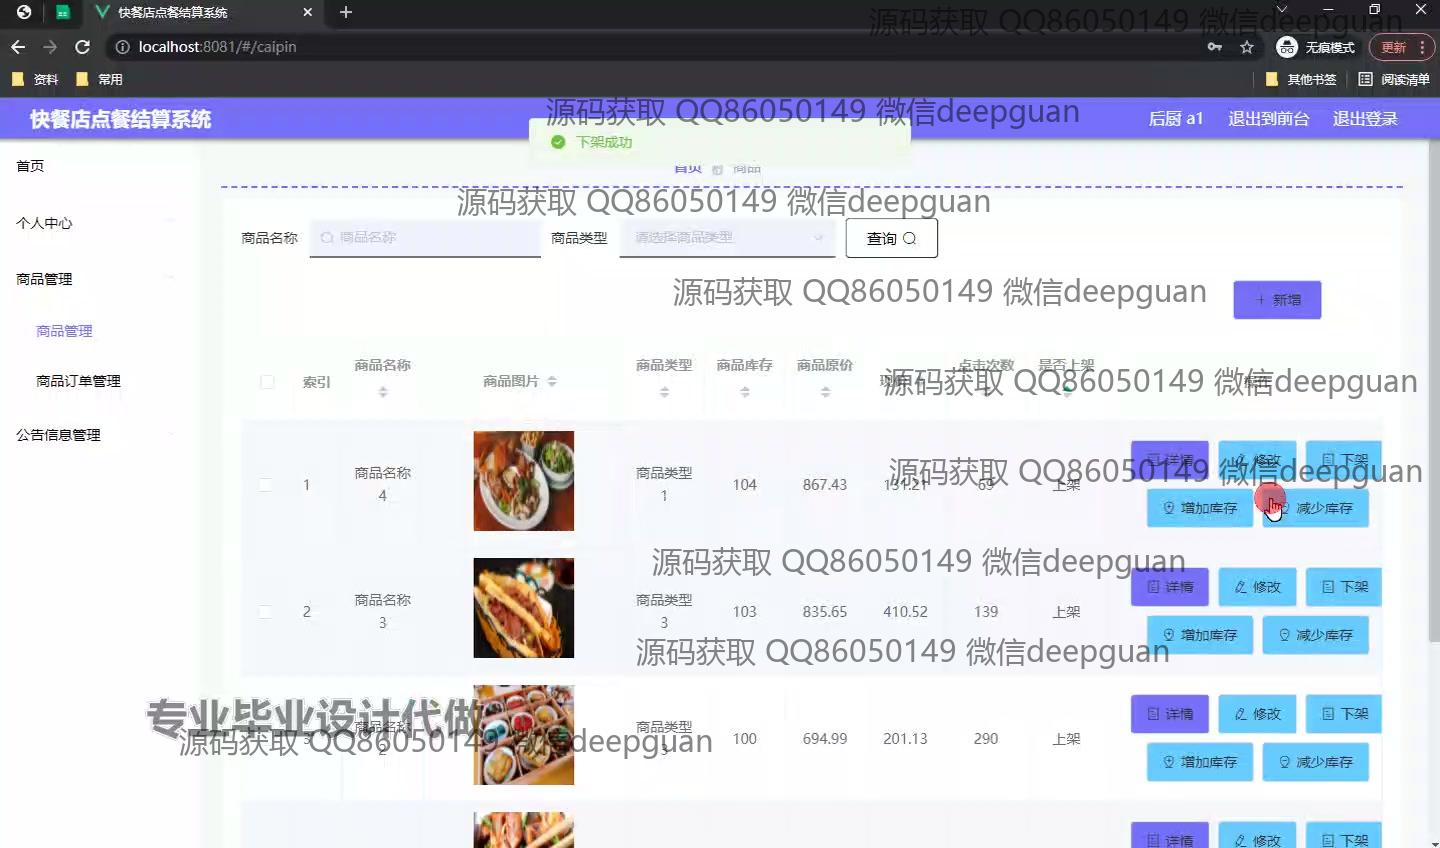 快餐店点餐结算系统
localhost:8081/#/caipin
无痕模式
更新
资料
常用
其他书签
阅读清单
源码获取 QQ86050149 微信deepguan
快餐店点餐结算系统
源码获取 QQ86050149 微信deepguan
后厨 a1
退出到前台
退出登录
下架成功
首页
首页
商品
个人中心
商品管理
商品管理
商品订单管理
公告信息管理
源码获取 QQ86050149 微信deepguan
商品名称
商品名称
商品类型
请选择商品类型
查询
源码获取 QQ86050149 微信deepguan
+ 新增
索引
商品名称
商品图片
商品类型
商品库存
商品原价
点击次数
是否上架
源码获取 QQ86050149 微信deepguan
1
商品名称
4
商品类型
1
104
867.43
131.21
69
上架
详情
修改
下架
源码获取 QQ86050149 微信deepguan
增加库存
减少库存
源码获取 QQ86050149 微信deepguan
2
商品名称
3
商品类型
3
103
835.65
410.52
139
上架
详情
修改
下架
增加库存
减少库存
源码获取 QQ86050149 微信deepguan
专业毕业设计代做
源码获取 QQ86050149 微信deepguan
3
商品名称
2
商品类型
3
100
694.99
201.13
290
上架
详情
修改
下架
增加库存
减少库存
详情
修改
下架